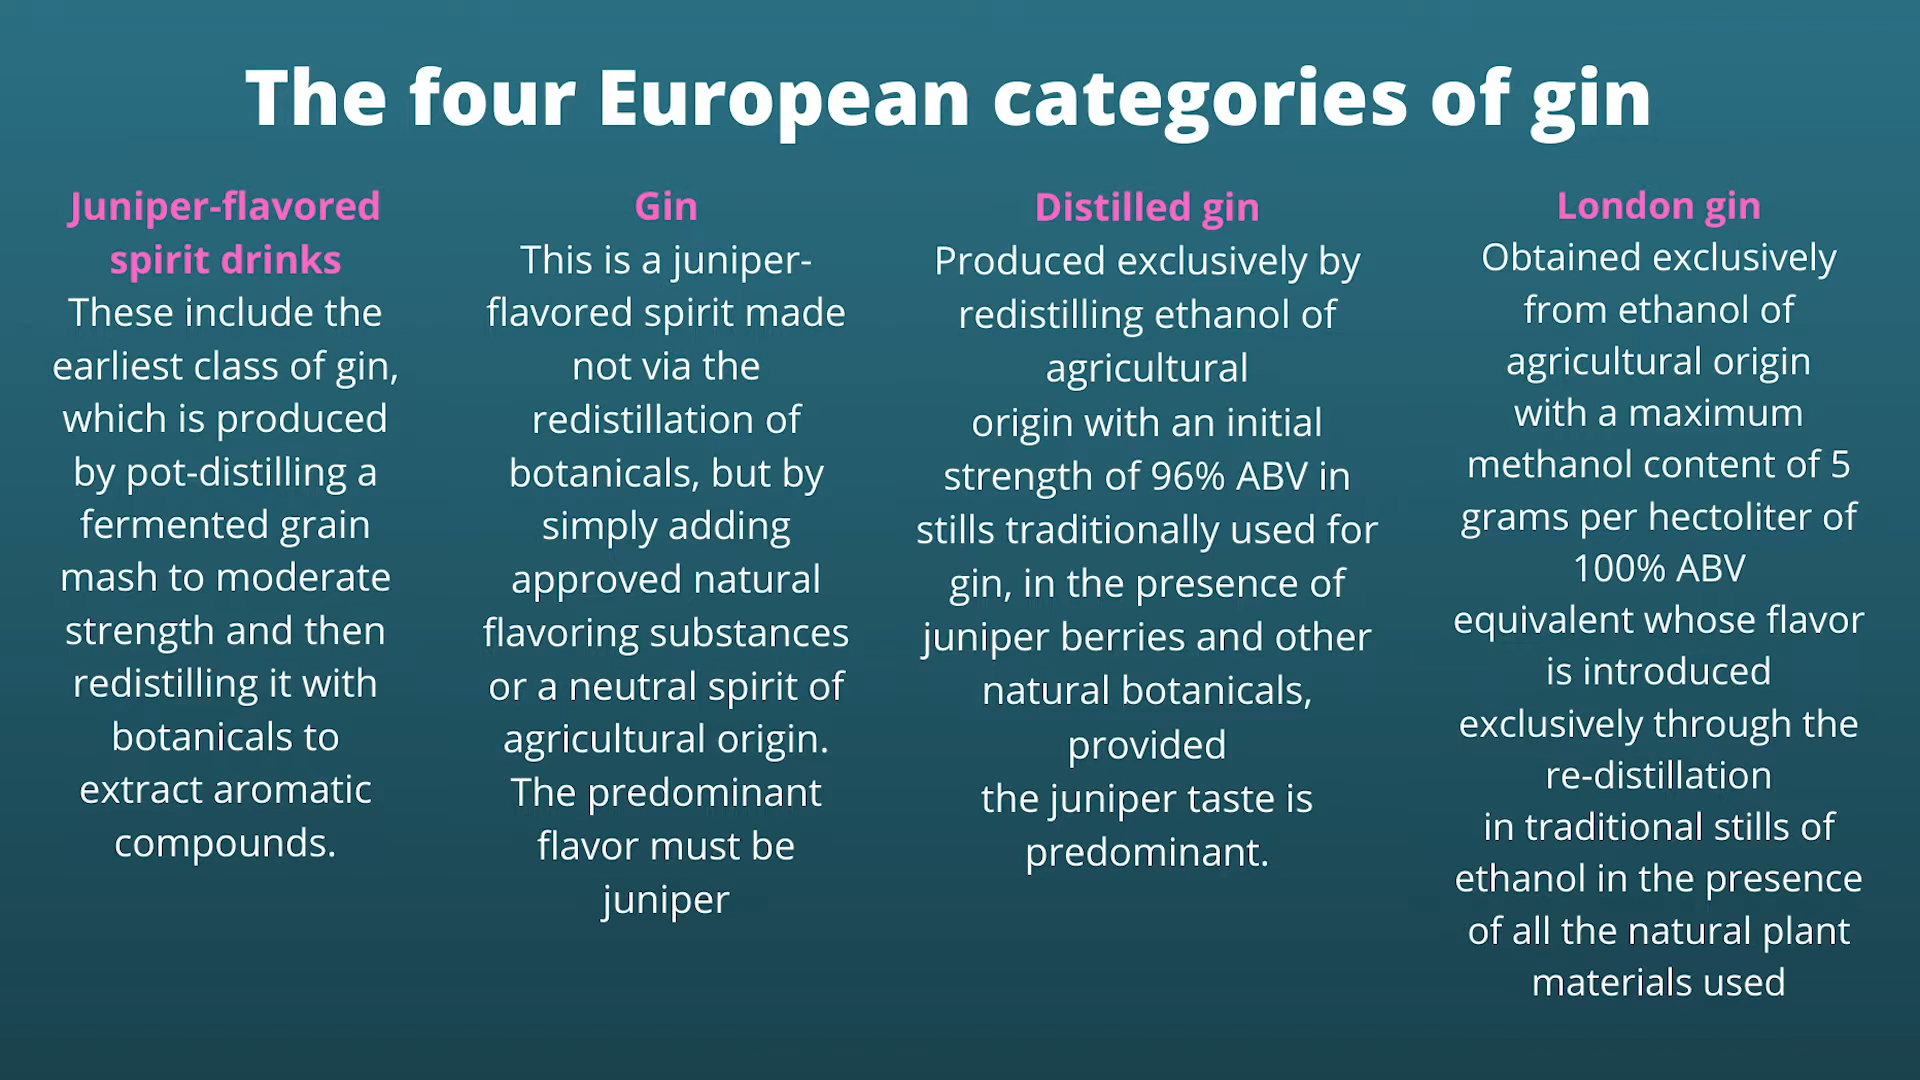 The four European categories of gin
Juniper-flavored
spirit drinks
These include the
earliest class of gin,
which is produced
by pot-distilling a
fermented grain
mash to moderate
strength and then
redistilling it with
botanicals to
extract aromatic
compounds.
Gin
This is a juniper-
flavored spirit made
not via the
redistillation of
botanicals, but by
simply adding
approved natural
flavoring substances
or a neutral spirit of
agricultural origin.
The predominant
flavor must be
juniper
Distilled gin
Produced exclusively by
redistilling ethanol of
agricultural
origin with an initial
strength of 96% ABV in
stills traditionally used for
gin, in the presence of
juniper berries and other
natural botanicals,
provided
the juniper taste is
predominant.
London gin
Obtained exclusively
from ethanol of
agricultural origin
with a maximum
methanol content of 5
grams per hectoliter of
100% ABV
equivalent whose flavor
is introduced
exclusively through the
re-distillation
in traditional stills of
ethanol in the presence
of all the natural plant
materials used